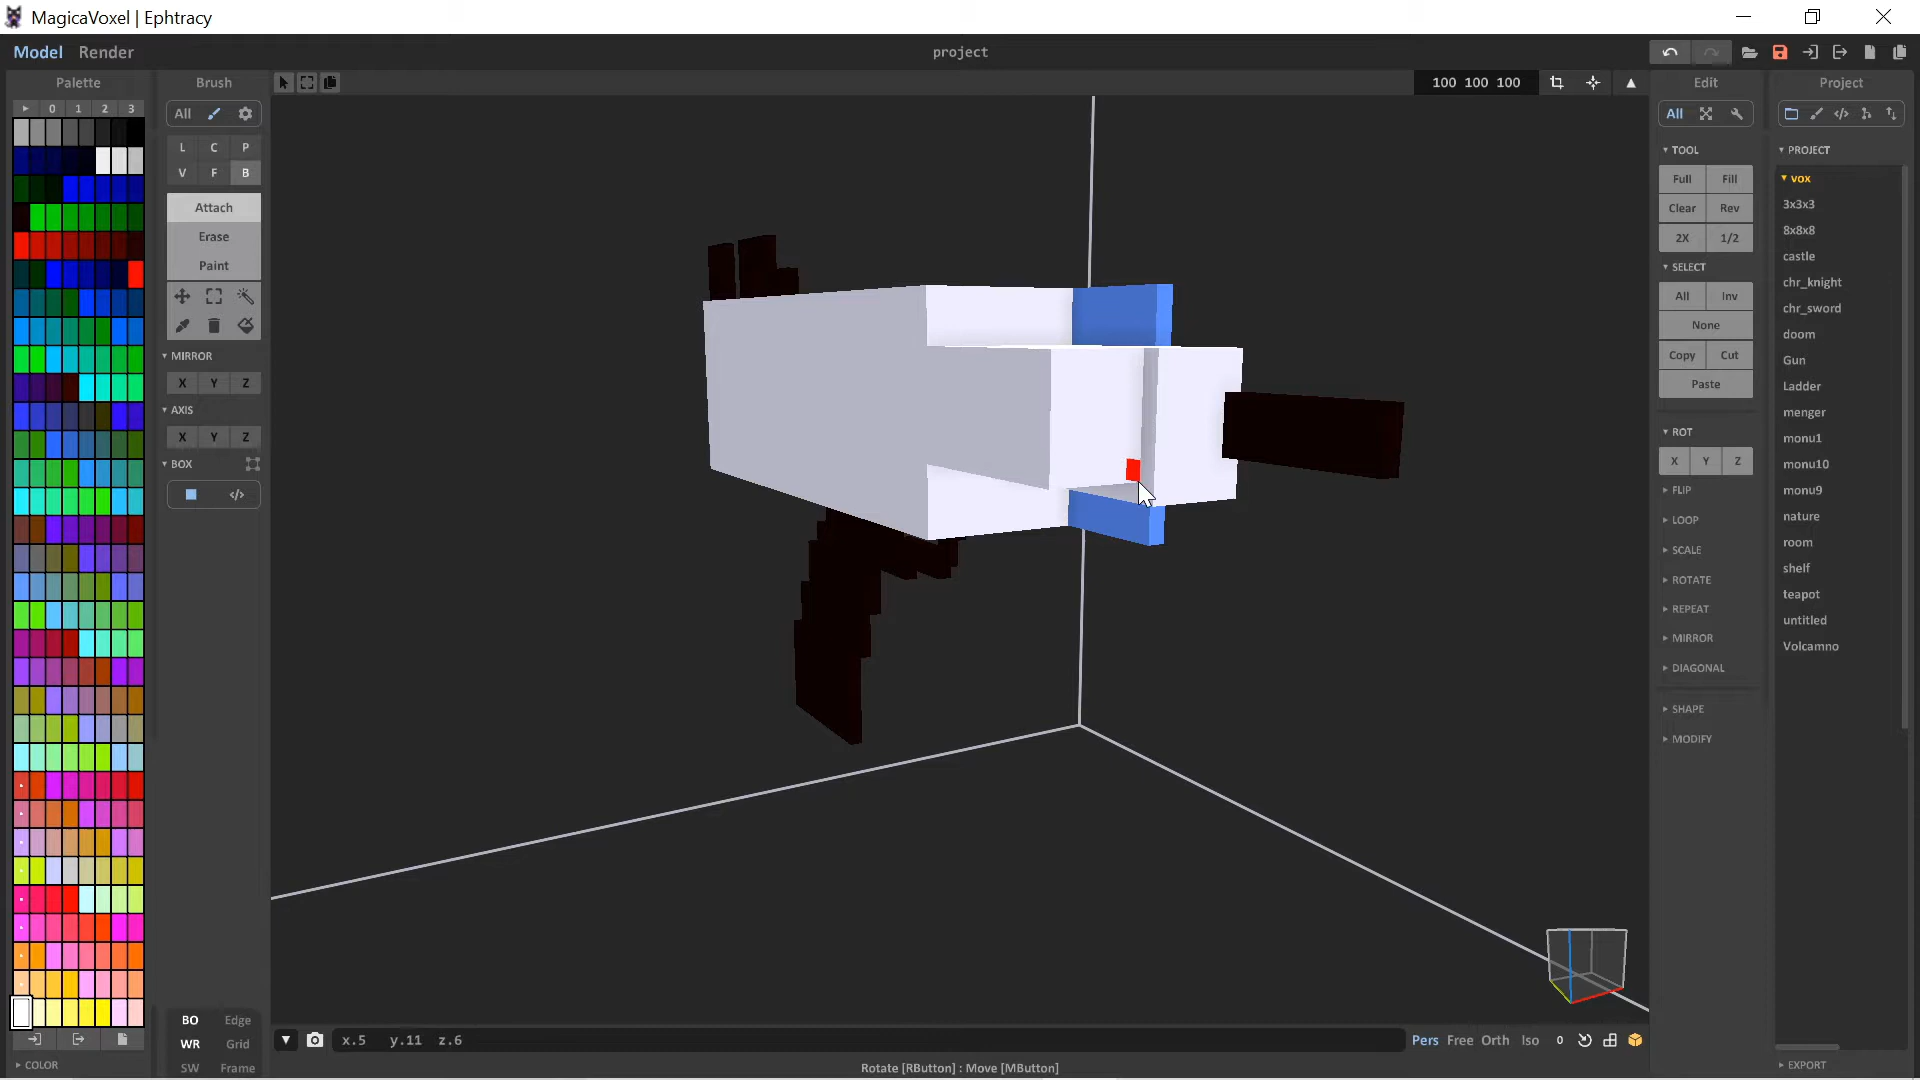 MagicaVoxel | Ephtracy
Model Render
project
Palette
0 1 2 3
Brush
All
L C P
V F B
Attach
Erase
Paint
MIRROR
X Y Z
AXIS
X Y Z
BOX
BO Edge
WR Grid
SW Frame
COLOR
100 100 100
x.5 y.11 z.6
Pers Free Orth Iso 0
Rotate [RButton] : Move [MButton]
Edit
All
TOOL
Full Fill
Clear Rev
2X 1/2
SELECT
All Inv
None
Copy Cut
Paste
ROT
X Y Z
FLIP
LOOP
SCALE
ROTATE
REPEAT
MIRROR
DIAGONAL
SHAPE
MODIFY
Project
PROJECT
vox
3x3x3
8x8x8
castle
chr_knight
chr_sword
doom
Gun
Ladder
menger
monu1
monu10
monu9
nature
room
shelf
teapot
untitled
Volcamno
EXPORT